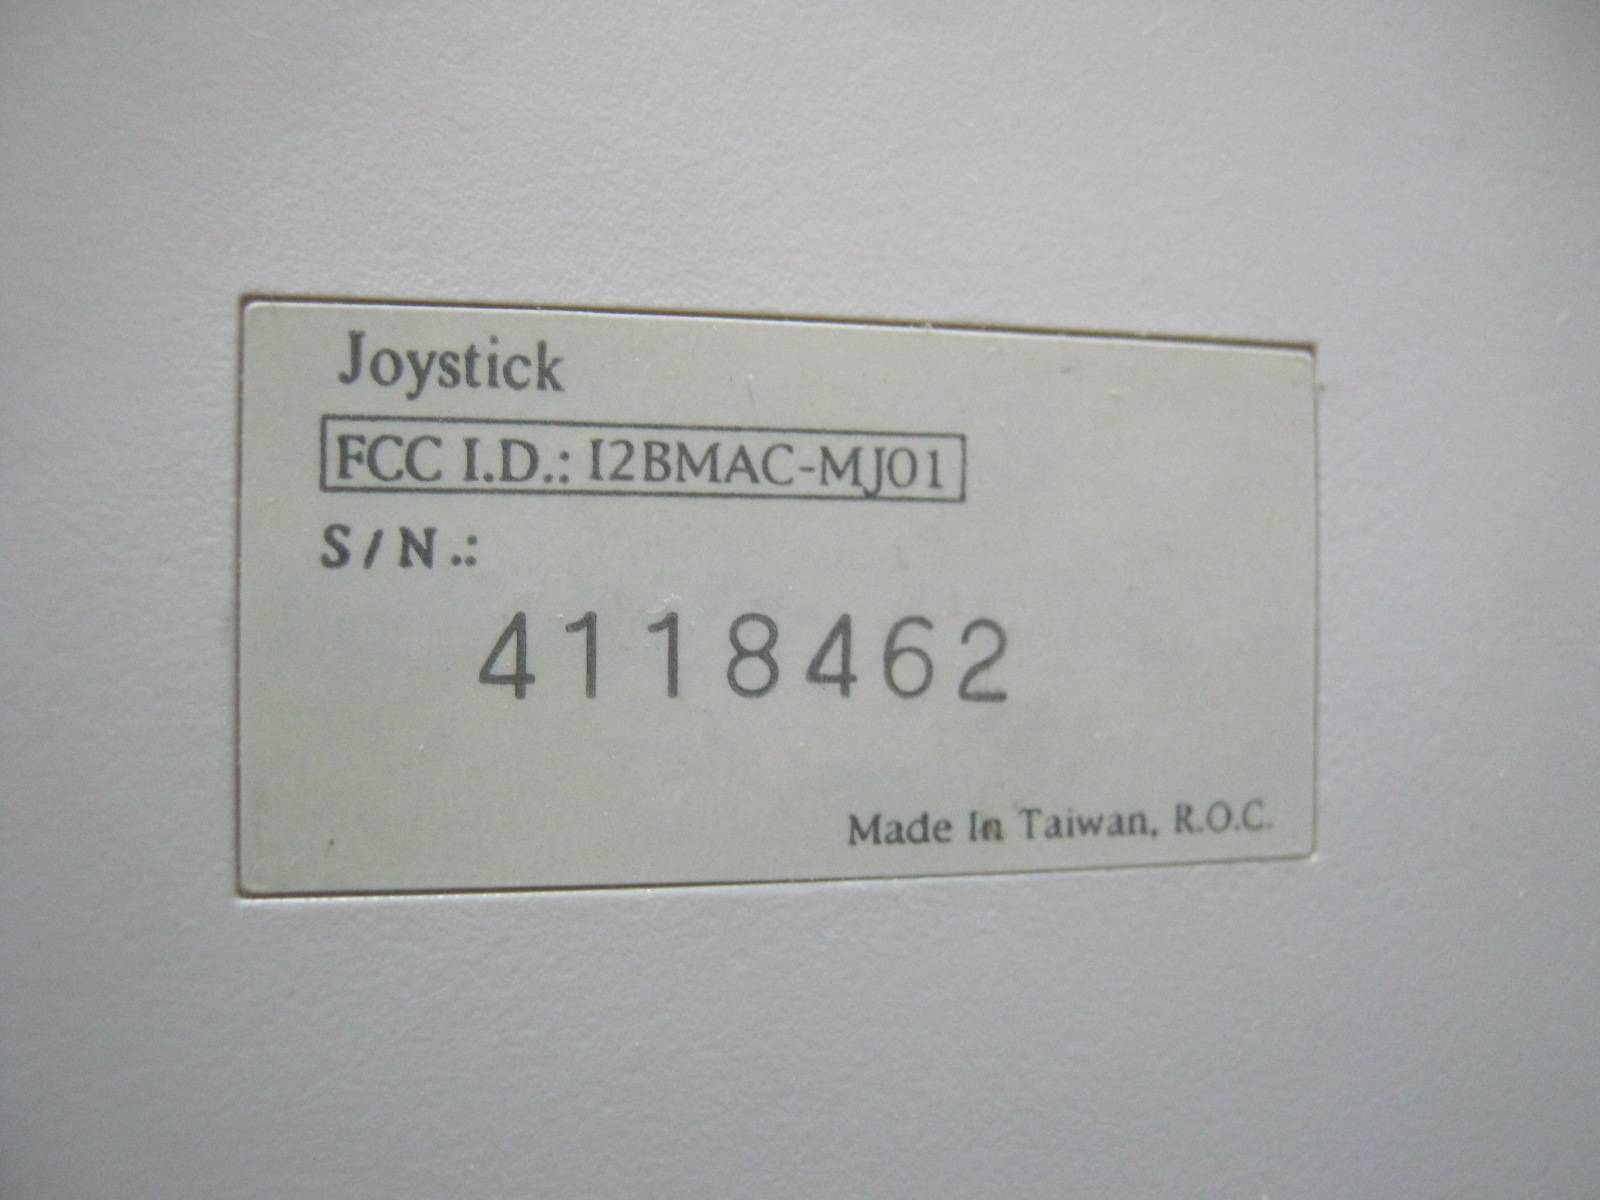 Joystick
FCC I.D.: I2BMAC-MJ01
S/N.:
4118462
Made In Taiwan, R.O.C.